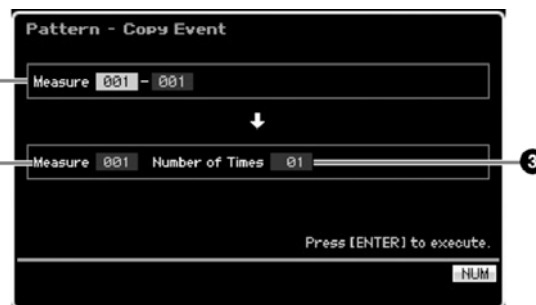 Pattern - Copy Event
Measure 001 - 001
Measure 001 Number of Times 01
3
Press [ENTER] to execute.
NUM